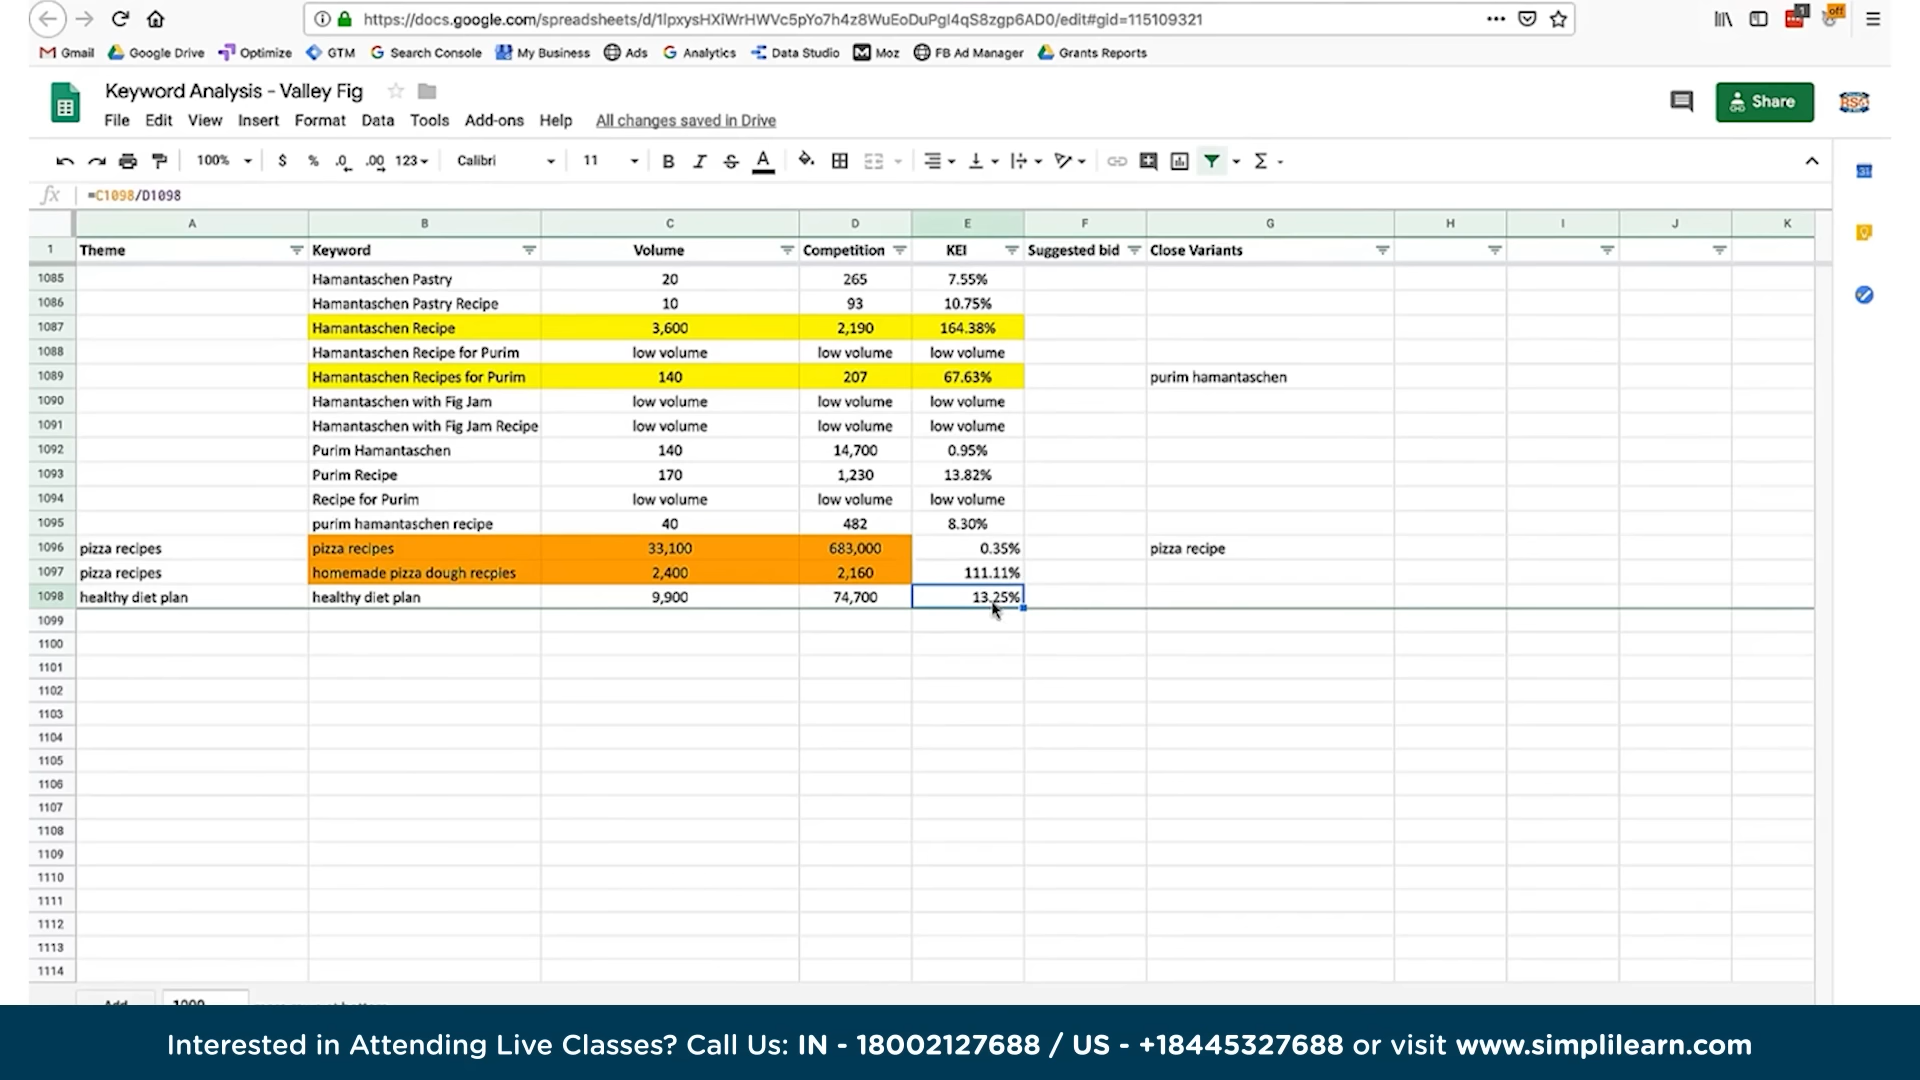 https://docs.google.com/spreadsheets/d/1lpxysHXiWrHWVc5pYo7h4z8WuEoDuPgI4qS8zgp6AD0/edit#gid=115109321
1
off
Gmail Google Drive Optimize GTM Search Console My Business Ads Analytics Data Studio Moz FB Ad Manager Grants Reports
Keyword Analysis - Valley Fig
Share
File Edit View Insert Format Data Tools Add-ons Help All changes saved in Drive
100% $ % .0 .00 123 Calibri 11 B I S A Σ
fx =C1098/D1098
A B C D E F G H I J K
1 Theme Keyword Volume Competition KEI Suggested bid Close Variants
1085 Hamantaschen Pastry 20 265 7.55%
1086 Hamantaschen Pastry Recipe 10 93 10.75%
1087 Hamantaschen Recipe 3,600 2,190 164.38%
1088 Hamantaschen Recipe for Purim low volume low volume low volume
1089 Hamantaschen Recipes for Purim 140 207 67.63% purim hamantaschen
1090 Hamantaschen with Fig Jam low volume low volume low volume
1091 Hamantaschen with Fig Jam Recipe low volume low volume low volume
1092 Purim Hamantaschen 140 14,700 0.95%
1093 Purim Recipe 170 1,230 13.82%
1094 Recipe for Purim low volume low volume low volume
1095 purim hamantaschen recipe 40 482 8.30%
1096 pizza recipes pizza recipes 33,100 683,000 0.35% pizza recipe
1097 pizza recipes homemade pizza dough recpies 2,400 2,160 111.11%
1098 healthy diet plan healthy diet plan 9,900 74,700 13.25%
1099
1100
1101
1102
1103
1104
1105
1106
1107
1108
1109
1110
1111
1112
1113
1114
Add 1000
Interested in Attending Live Classes? Call Us: IN - 18002127688 / US - +18445327688 or visit www.simplilearn.com